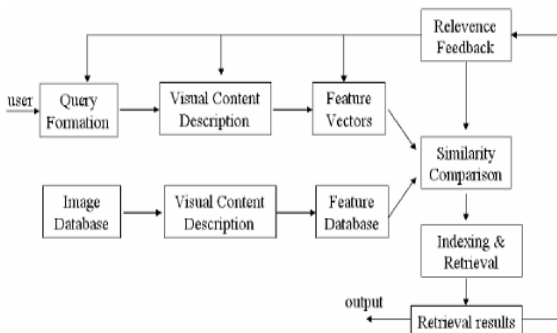 Relevence
Feedback
user
Query
Formation
Visual Content
Description
Feature
Vectors
Similarity
Comparison
Image
Database
Visual Content
Description
Feature
Database
Indexing &
Retrieval
output
Retrieval results